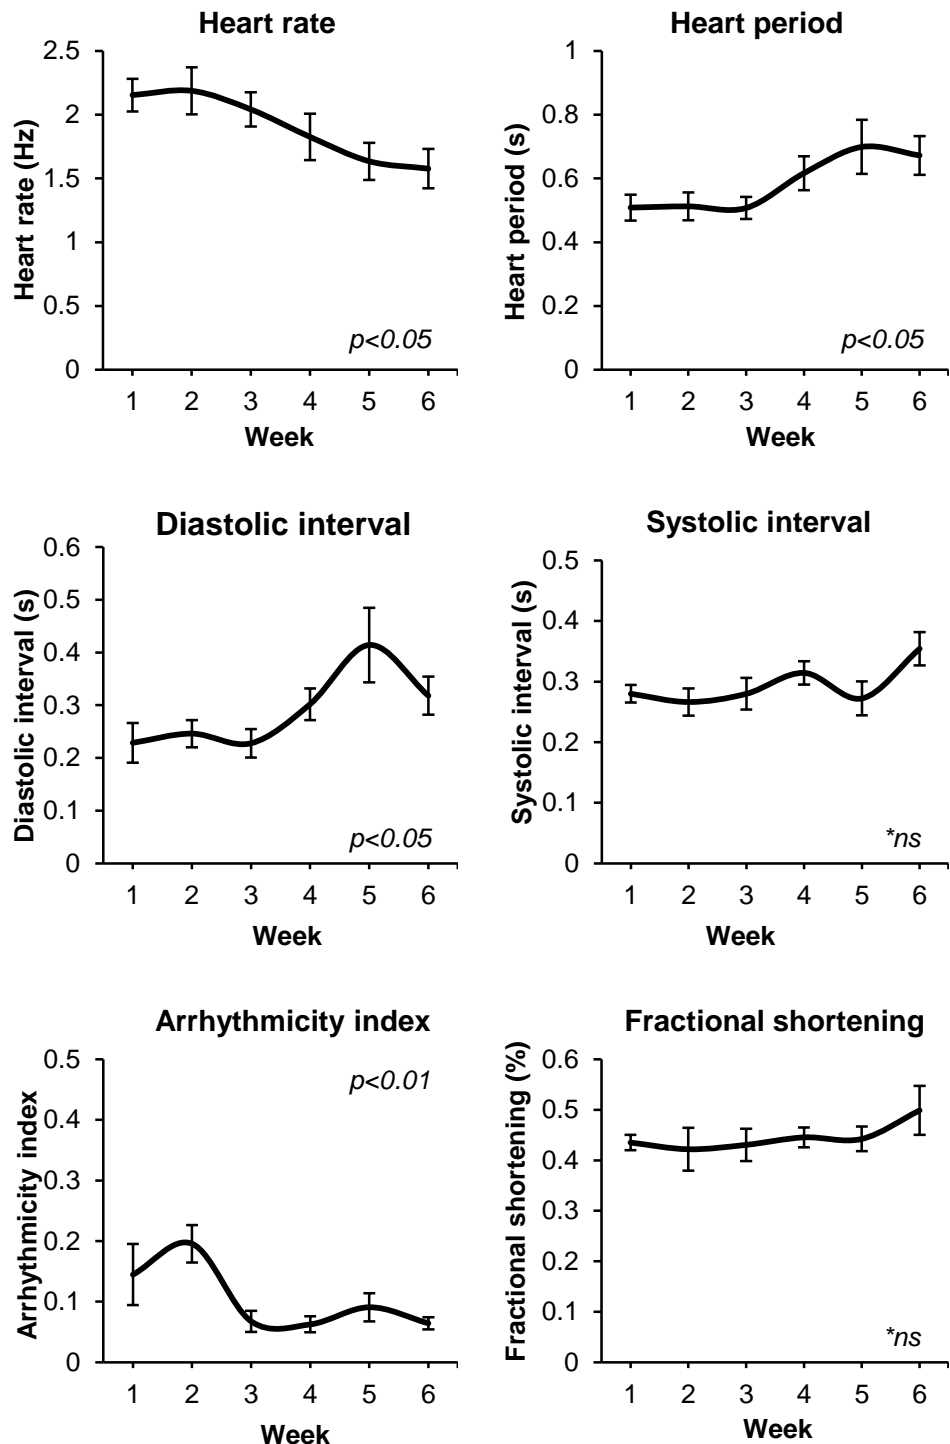 Heart rate
Heart rate (Hz)
2.5
2
1.5
1
0.5
0
p<0.05
1 2 3 4 5 6
Week
Heart period
Heart period (s)
1
0.8
0.6
0.4
0.2
0
p<0.05
1 2 3 4 5 6
Week
Diastolic interval
Diastolic interval (s)
0.6
0.5
0.4
0.3
0.2
0.1
0
p<0.05
1 2 3 4 5 6
Week
Systolic interval
Systolic interval (s)
0.5
0.4
0.3
0.2
0.1
0
*ns
1 2 3 4 5 6
Week
Arrhythmicity index
Arrhythmicity index
0.5
0.4
0.3
0.2
0.1
0
p<0.01
1 2 3 4 5 6
Week
Fractional shortening
Fractional shortening (%)
0.6
0.5
0.4
0.3
0.2
0.1
0
*ns
1 2 3 4 5 6
Week